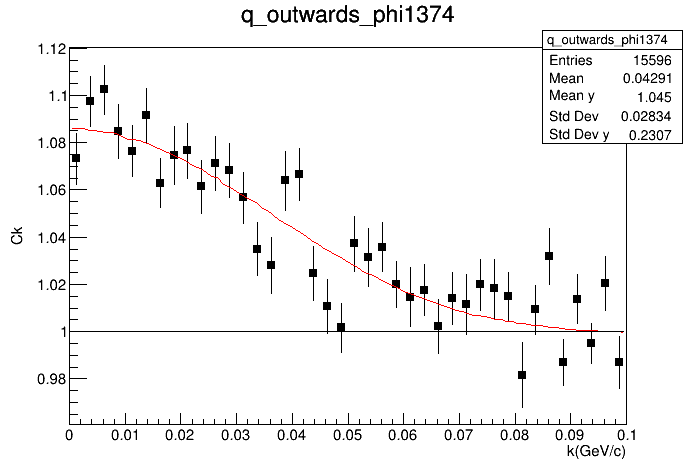 q_outwards_phi1374
q_outwards_phi1374
Entries 15596
Mean 0.04291
Mean y 1.045
Std Dev 0.02834
Std Dev y 0.2307
1.12
1.1
1.08
1.06
1.04
1.02
1
0.98
Ck
0 0.01 0.02 0.03 0.04 0.05 0.06 0.07 0.08 0.09 0.1
k(GeV/c)